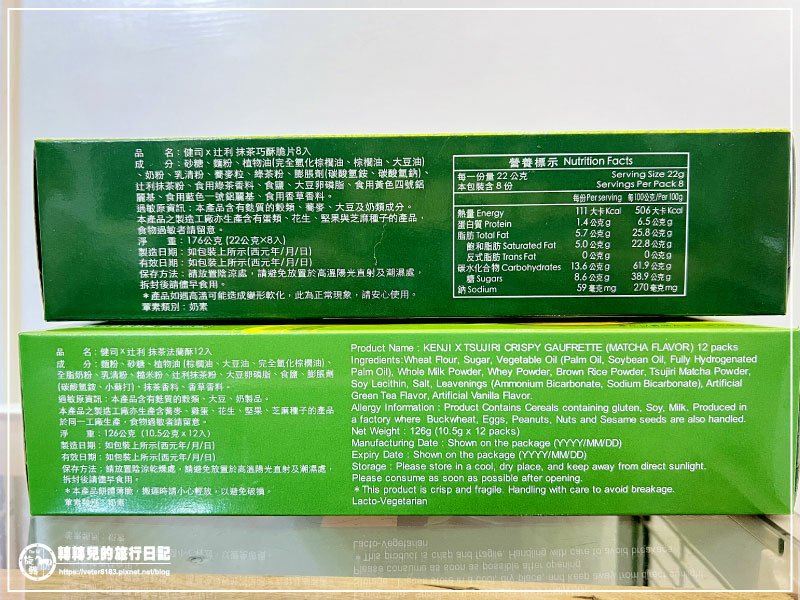 品　　名：健司 x 辻利 抹茶巧酥脆片8入
成　　分：砂糖、麵粉、植物油(完全氫化棕櫚油、棕櫚油、大豆油)
、奶粉、乳清粉、蕎麥粒、綠茶粉、膨脹劑(碳酸氫銨、碳酸氫鈉)、
辻利抹茶粉、食用綠茶香料、食鹽、大豆卵磷脂、食用黃色四號鋁
麗基、食用藍色一號鋁麗基、食用香草香料。
過敏原資訊：本產品含有麩質的穀類、蕎麥、大豆及奶類成分。
本產品之製造工廠亦生產含有蛋類、花生、堅果與芝麻種子的產品，
食物過敏者請留意。
淨　　重：176公克 (22公克×8入)
製造日期：如包裝上所示(西元年/月/日)
有效日期：如包裝上所示(西元年/月/日)
保存方法：請放置陰涼處，請避免放置於高溫陽光直射及潮濕處，
拆封後請儘早食用。
＊產品如遇高溫可能造成變形軟化，此為正常現象，請安心使用。
葷素類別：奶素
營養標示 Nutrition Facts
每一份量 22 公克 Serving Size 22g
本包裝含 8 份 Servings Per Pack 8
每份Per serving 每100公克/Per 100g
熱量 Energy 111 大卡Kcal 506 大卡Kcal
蛋白質 Protein 1.4 公克 g 6.5 公克 g
脂肪 Total Fat 5.7 公克 g 25.8 公克 g
飽和脂肪 Saturated Fat 5.0 公克 g 22.8 公克 g
反式脂肪 Trans Fat 0 公克 g 0 公克 g
碳水化合物 Carbohydrates 13.6 公克 g 61.9 公克 g
糖 Sugars 8.6 公克 g 38.9 公克 g
鈉 Sodium 59 毫克 mg 270 毫克 mg
品　　名：健司 x 辻利 抹茶法蘭酥12入
成　　分：麵粉、砂糖、植物油 (棕櫚油、大豆油、完全氫化棕櫚油)、
全脂奶粉、乳清粉、糙米粉、辻利抹茶粉、大豆卵磷脂、食鹽、膨脹劑
(碳酸氫銨、小蘇打)、抹茶香料、香草香料。
過敏原資訊：本產品含有麩質的穀類、大豆、奶製品。
本產品之製造工廠亦生產含蕎麥、雞蛋、花生、堅果、芝麻種子的產品
於同一工廠生產，食物過敏者請留意。
淨　　重：126公克 (10.5公克 x 12入)
製造日期：如包裝上所示(西元年/月/日)
有效日期：如包裝上所示(西元年/月/日)
保存方法：請放置陰涼乾燥處，請避免放置於高溫陽光直射及潮濕處，
拆封後請儘早食用。
＊本產品餅體薄脆，搬運時請小心輕放，以避免破損。
葷素類別：奶素
Product Name : KENJI X TSUJIRI CRISPY GAUFRETTE (MATCHA FLAVOR) 12 packs
Ingredients:Wheat Flour, Sugar, Vegetable Oil (Palm Oil, Soybean Oil, Fully Hydrogenated
Palm Oil), Whole Milk Powder, Whey Powder, Brown Rice Powder, Tsujiri Matcha Powder,
Soy Lecithin, Salt, Leavenings (Ammonium Bicarbonate, Sodium Bicarbonate), Artificial
Green Tea Flavor, Artificial Vanilla Flavor.
Allergy Information : Product Contains Cereals containing gluten, Soy, Milk. Produced in
a factory where Buckwheat, Eggs, Peanuts, Nuts and Sesame seeds are also handled.
Net Weight : 126g (10.5g x 12 packs)
Manufacturing Date : Shown on the package (YYYY/MM/DD)
Expiry Date : Shown on the package (YYYY/MM/DD)
Storage : Please store in a cool, dry place, and keep away from direct sunlight.
Please consume as soon as possible after opening.
＊This product is crisp and fragile. Handling with care to avoid breakage.
Lacto-Vegetarian
轉轉兒的旅行日記
https://veter8183.pixnet.net/blog